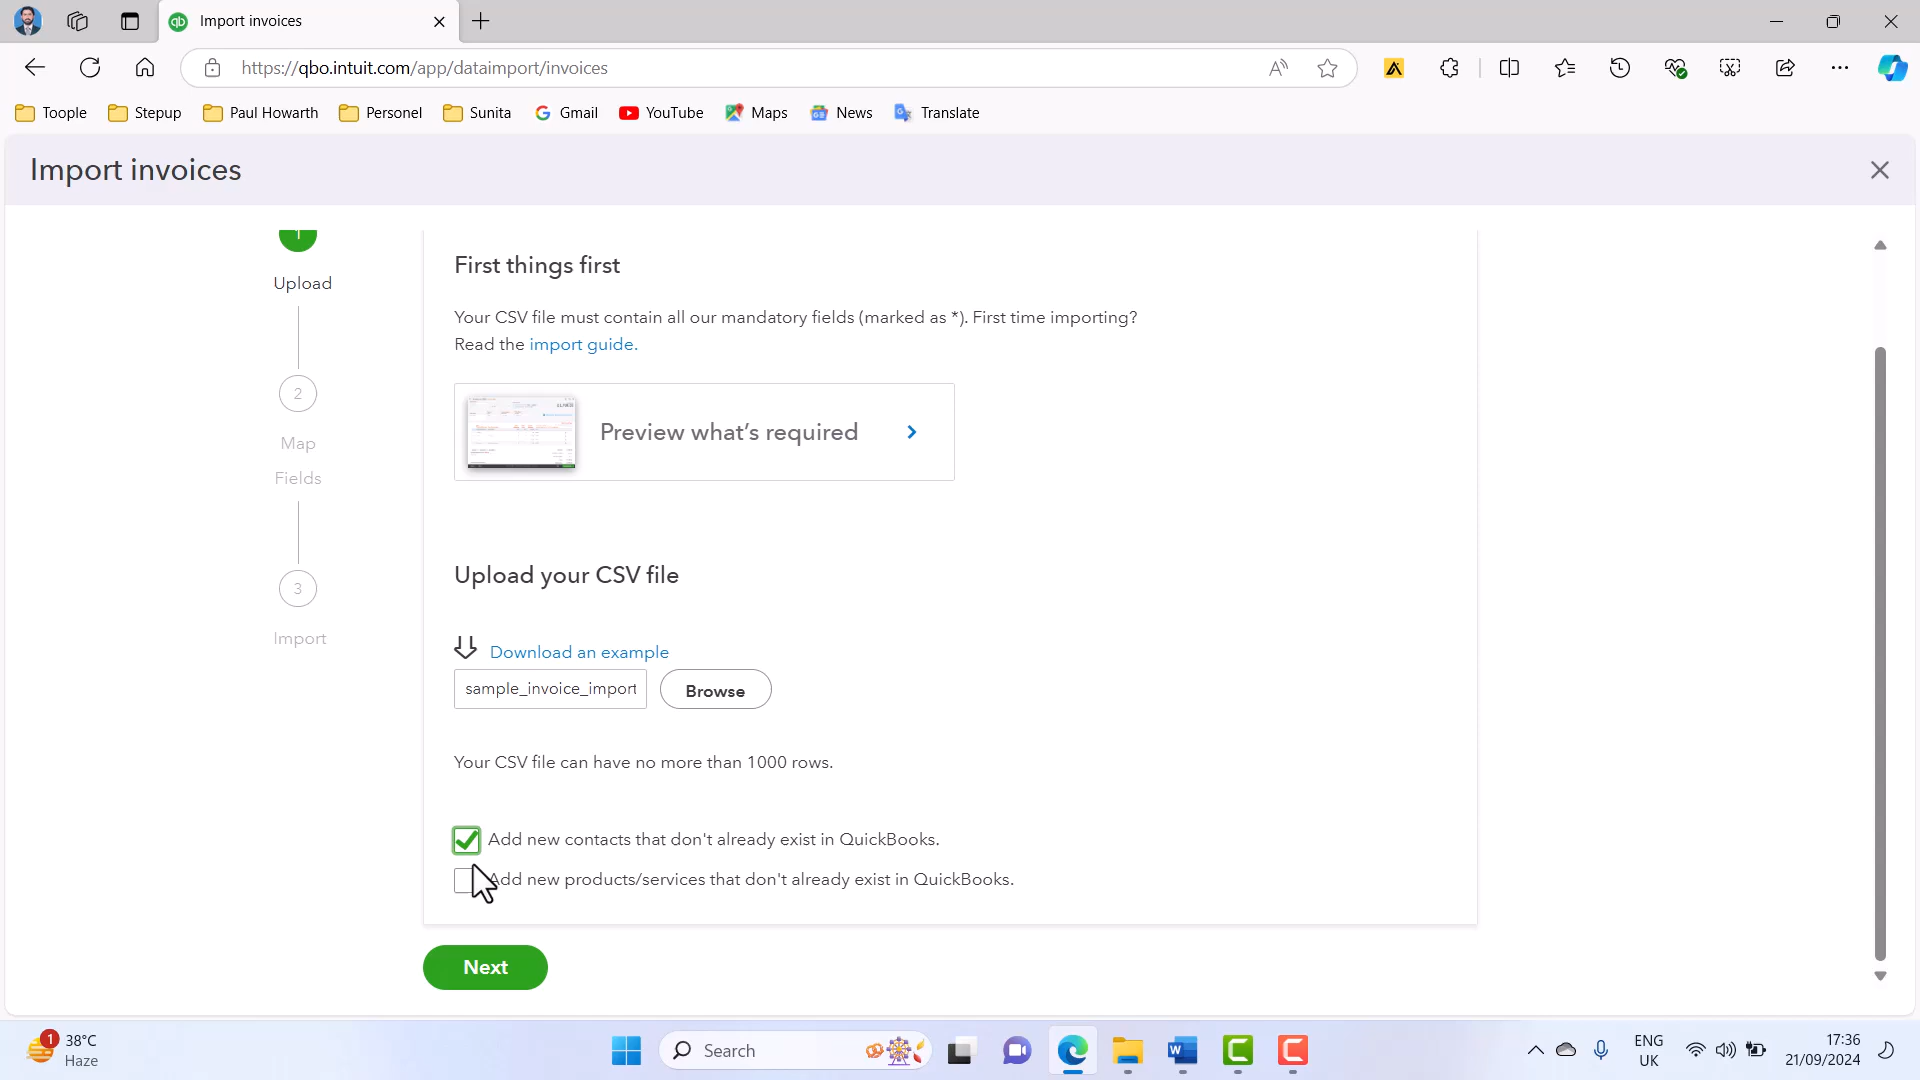 Import invoices
https://qbo.intuit.com/app/dataimport/invoices
Toople
Stepup
Paul Howarth
Personel
Sunita
Gmail
YouTube
Maps
News
Translate
Import invoices
1
Upload
2
Map
Fields
3
Import
First things first
Your CSV file must contain all our mandatory fields (marked as *). First time importing?
Read the import guide.
Preview what's required
Upload your CSV file
Download an example
sample_invoice_import
Browse
Your CSV file can have no more than 1000 rows.
Add new contacts that don't already exist in QuickBooks.
Add new products/services that don't already exist in QuickBooks.
Next
1
38°C
Haze
Search
ENG
UK
17:36
21/09/2024